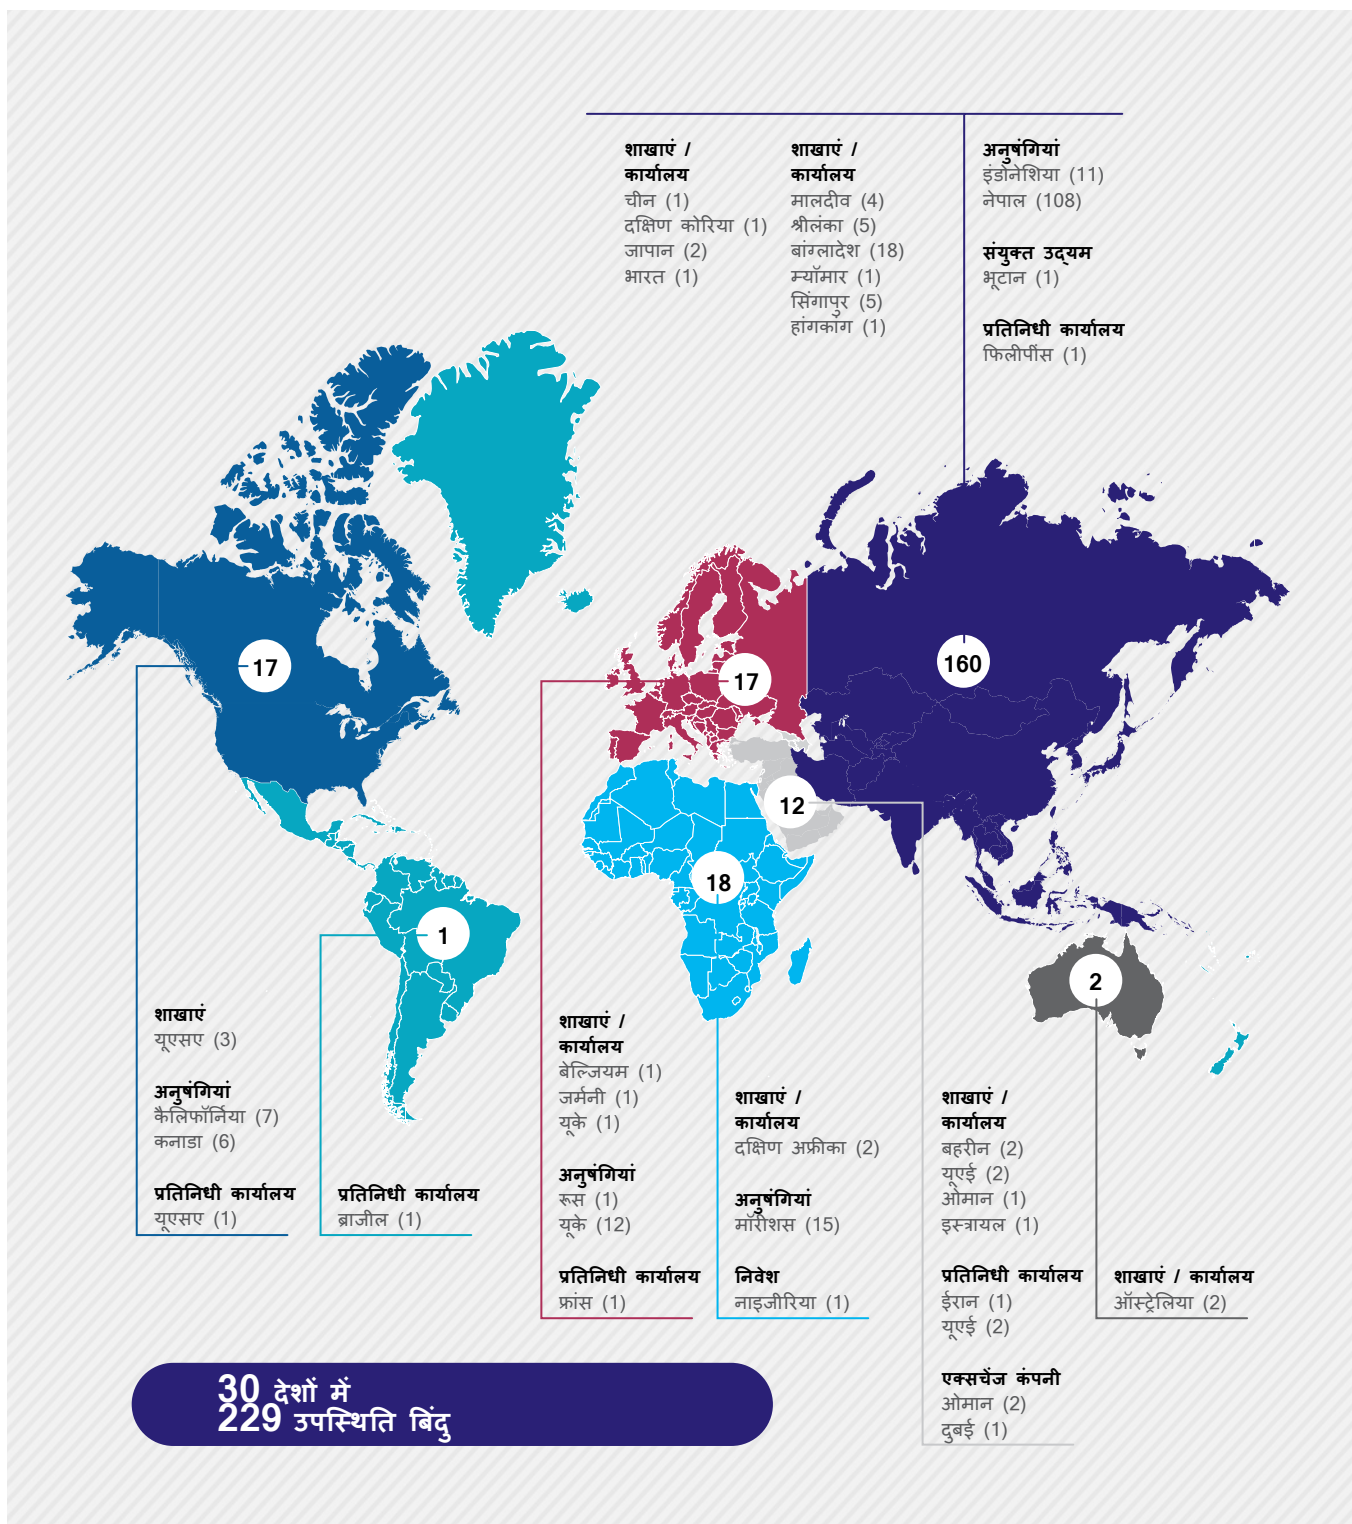 शाखाएं /
कार्यालय
चीन (1)
दक्षिण कोरिया (1)
जापान (2)
भारत (1)
शाखाएं /
कार्यालय
मालदीव (4)
श्रीलंका (5)
बांग्लादेश (18)
म्यॉमार (1)
सिंगापुर (5)
हांगकांग (1)
अनुषंगियां
इंडोनेशिया (11)
नेपाल (108)
संयुक्त उद्यम
भूटान (1)
प्रतिनिधी कार्यालय
फिलीपींस (1)
17
17
160
12
18
1
2
शाखाएं
यूएसए (3)
अनुषंगियां
कैलिफॉर्निया (7)
कनाडा (6)
प्रतिनिधी कार्यालय
यूएसए (1)
प्रतिनिधी कार्यालय
ब्राजील (1)
शाखाएं /
कार्यालय
बेल्जियम (1)
जर्मनी (1)
यूके (1)
अनुषंगियां
रूस (1)
यूके (12)
प्रतिनिधी कार्यालय
फ्रांस (1)
शाखाएं /
कार्यालय
दक्षिण अफ्रीका (2)
अनुषंगियां
मॉरीशस (15)
निवेश
नाइजीरिया (1)
शाखाएं /
कार्यालय
बहरीन (2)
यूएई (2)
ओमान (1)
इस्त्रायल (1)
प्रतिनिधी कार्यालय
ईरान (1)
यूएई (2)
एक्सचेंज कंपनी
ओमान (2)
दुबई (1)
शाखाएं / कार्यालय
ऑस्ट्रेलिया (2)
30 देशों में
229 उपस्थिति बिंदु